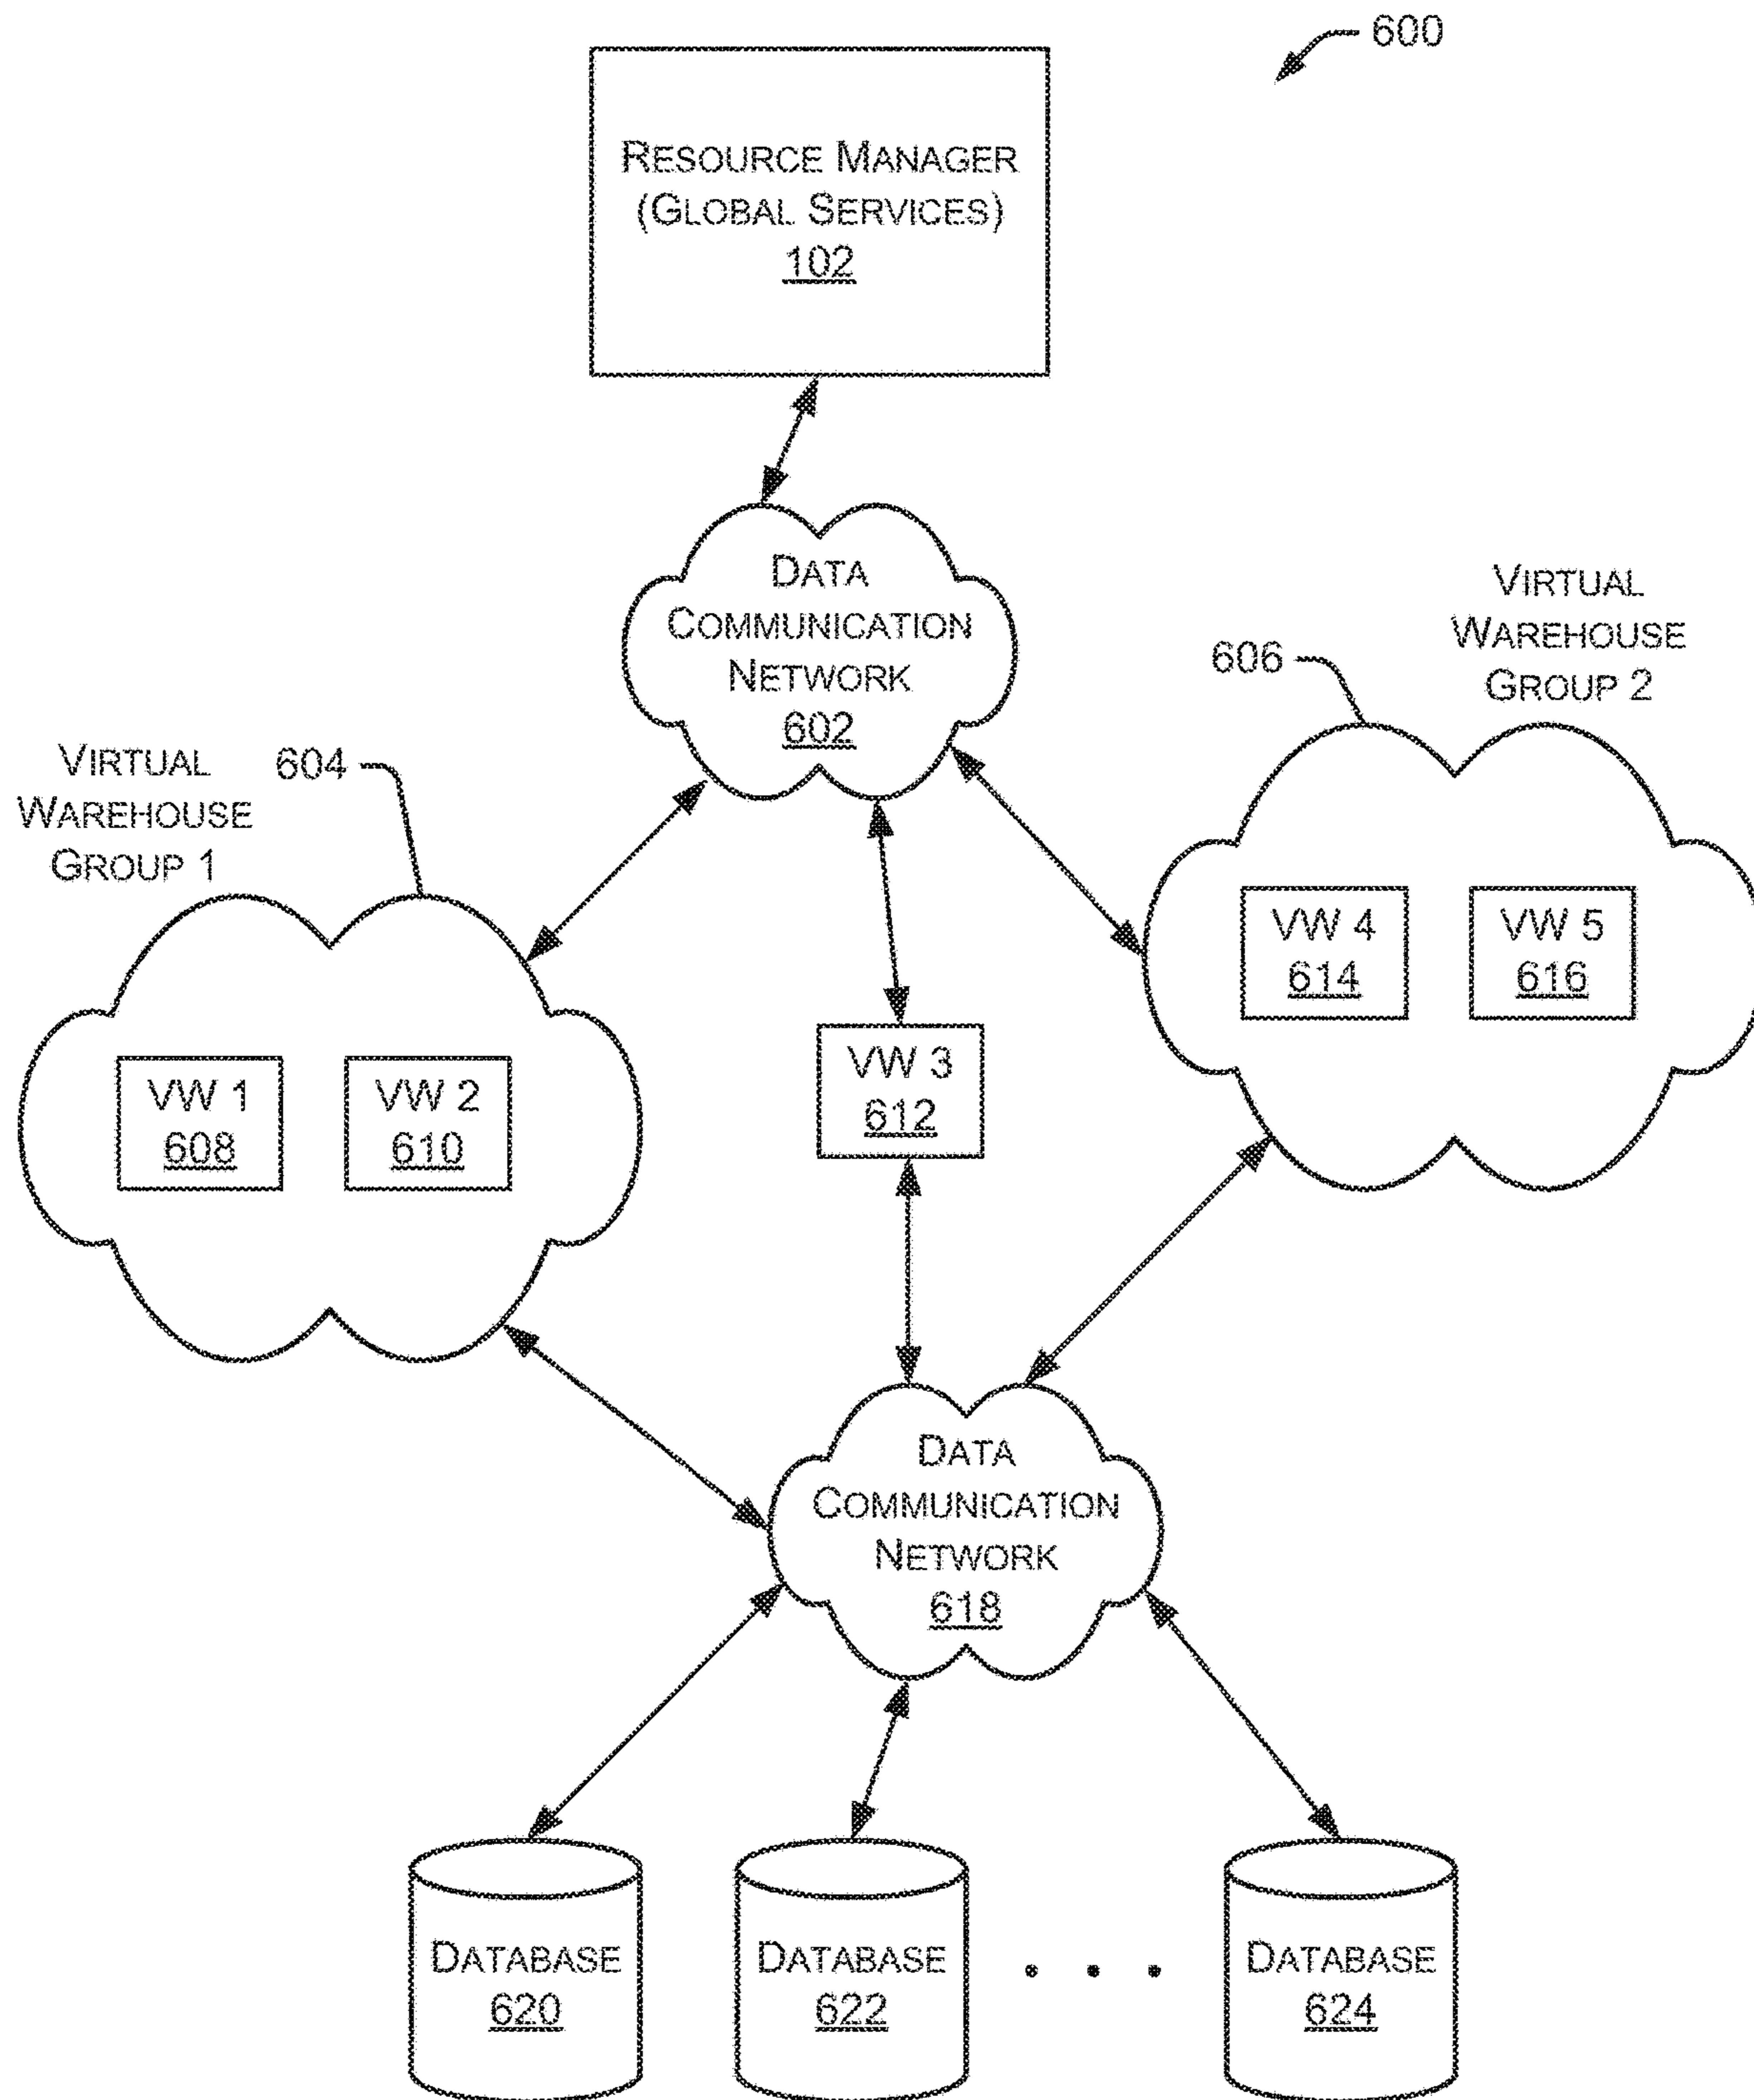 600
RESOURCE MANAGER
(GLOBAL SERVICES)
102
DATA
COMMUNICATION
NETWORK
602
VIRTUAL
WAREHOUSE
GROUP 2
606
VIRTUAL
WAREHOUSE
GROUP 1
604
VW 4
614
VW 5
616
VW 3
612
VW 1
608
VW 2
610
DATA
COMMUNICATION
NETWORK
618
DATABASE
620
DATABASE
622
. . .
DATABASE
624